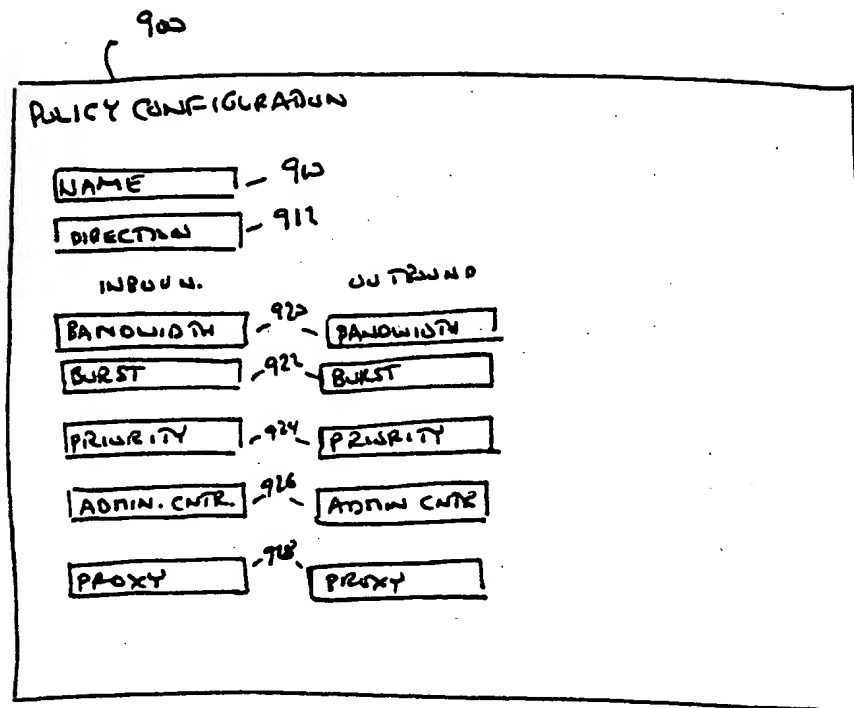 900
POLICY CONFIGURATION
NAME - 910
DIRECTION - 912
INBOUN. OUTBOUND
BANDWIDTH 920 BANDWIDTH
BURST 922 BURST
PRIORITY 924 PRIORITY
ADMIN. CNTR. 926 ADMIN CNTR
PROXY 928 PROXY